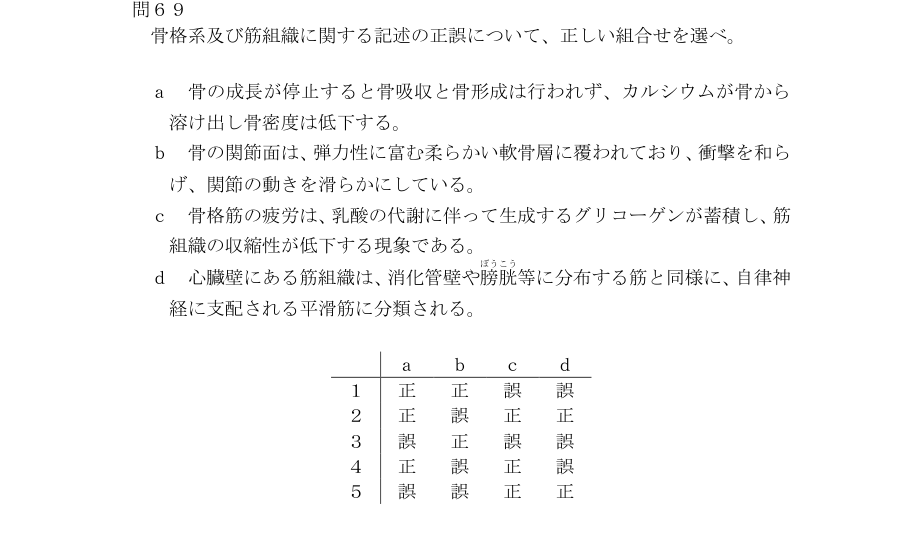 問６９
骨格系及び筋組織に関する記述の正誤について、正しい組合せを選べ。
ａ　骨の成長が停止すると骨吸収と骨形成は行われず、カルシウムが骨から
溶け出し骨密度は低下する。
ｂ　骨の関節面は、弾力性に富む柔らかい軟骨層に覆われており、衝撃を和ら
げ、関節の動きを滑らかにしている。
ｃ　骨格筋の疲労は、乳酸の代謝に伴って生成するグリコーゲンが蓄積し、筋
組織の収縮性が低下する現象である。
ぼうこう
ｄ　心臓壁にある筋組織は、消化管壁や膀胱等に分布する筋と同様に、自律神
経に支配される平滑筋に分類される。
ａ　ｂ　ｃ　ｄ
１　正　正　誤　誤
２　正　誤　正　正
３　誤　正　誤　誤
４　正　誤　正　誤
５　誤　誤　正　正